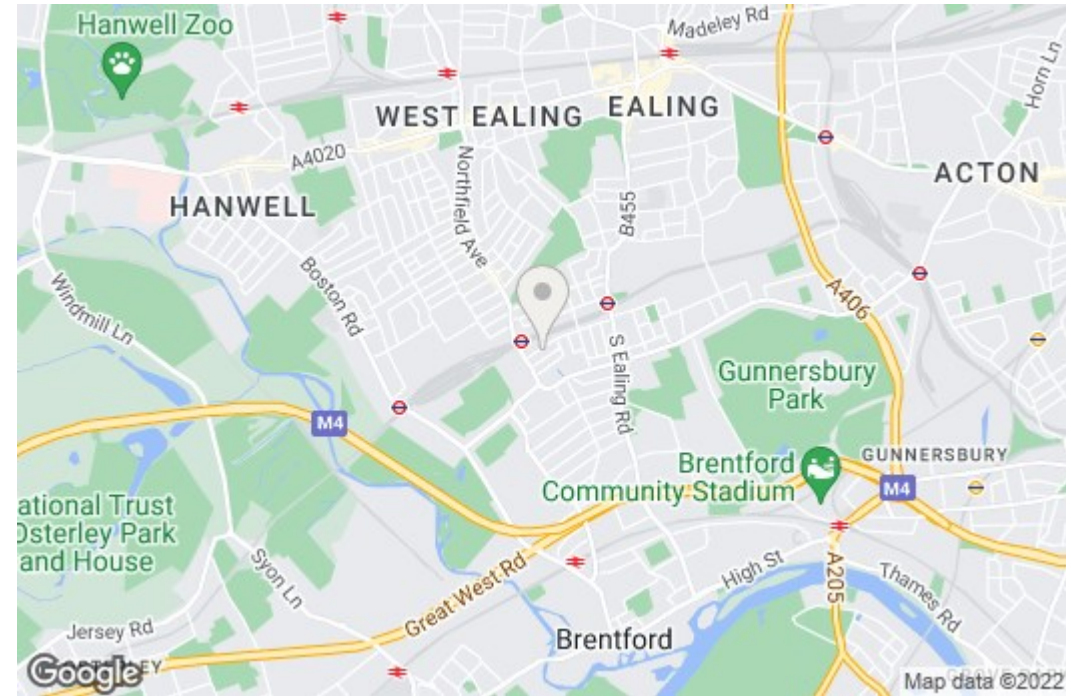 Hanwell Zoo
Madeley Rd
Horn Ln
WEST EALING
EALING
A4020
ACTON
Northfield Ave
B455
HANWELL
Boston Rd
Windmill Ln
A406
S Ealing Rd
Gunnersbury
Park
M4
Brentford
Community Stadium
GUNNERSBURY
M4
ational Trust
Osterley Park
and House
Syon Ln
Great West Rd
High St
A205
Thames Rd
Jersey Rd
Brentford
Google
Map data ©2022